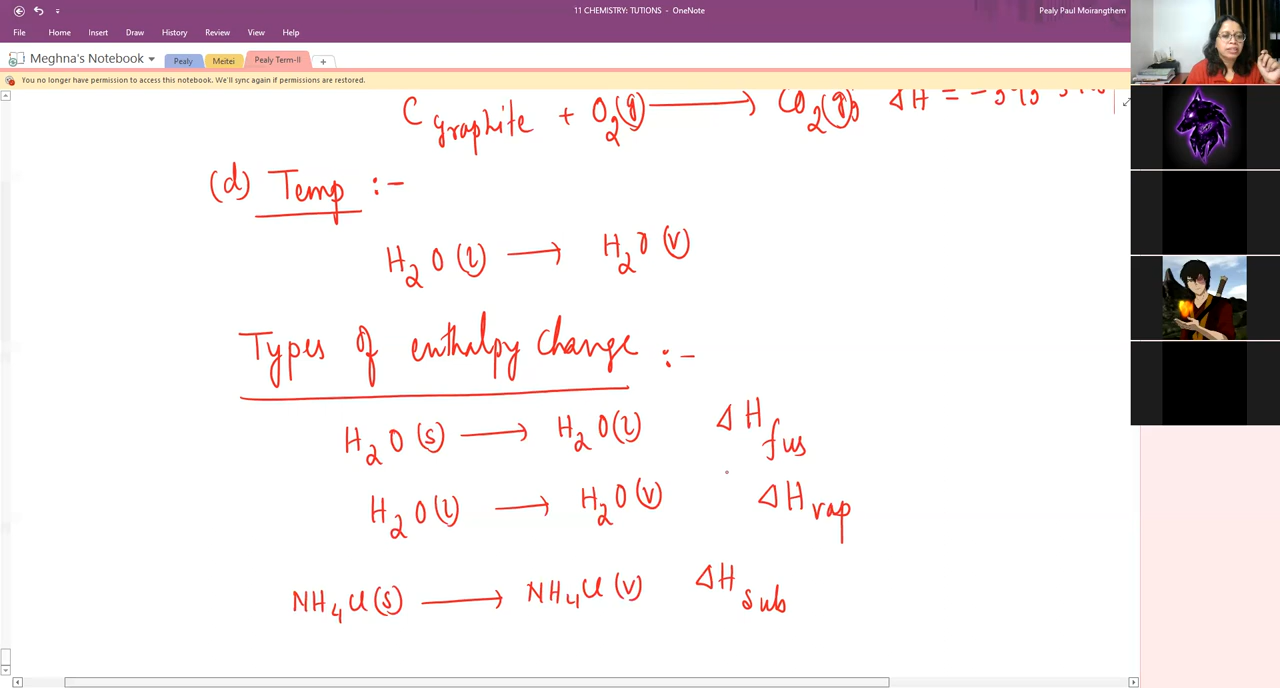 11 CHEMISTRY: TUTIONS - OneNote
Pealy Paul Moirangthem
File Home Insert Draw History Review View Help
Meghna's Notebook Pealy Meitei Pealy Term-II
You no longer have permission to access this notebook. We'll sync again if permissions are restored.
C graphite + O₂(g) ⟶ CO₂(g), ΔH =
(d) Temp :-
H₂O (l) ⟶ H₂O (v)
Types of enthalpy change :-
H₂O (s) ⟶ H₂O (l) ΔH fus
H₂O (l) ⟶ H₂O (v) ΔH vap
NH₄Cl (s) ⟶ NH₄Cl (v) ΔH sub